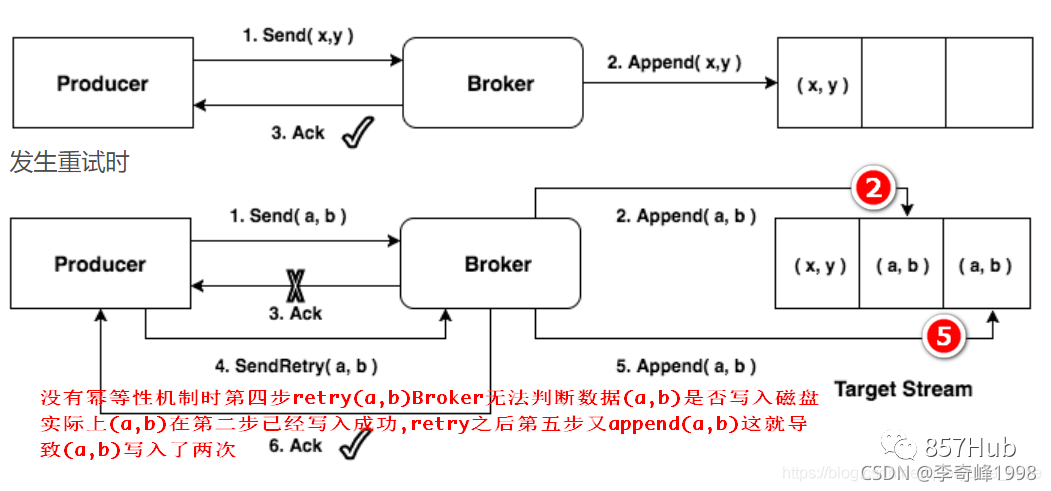 1. Send( x,y )
Producer
Broker
2. Append( x,y )
( x, y )
3. Ack
发生重试时
2
1. Send( a, b )
2. Append( a, b )
Producer
Broker
( x, y )
( a, b )
( a, b )
3. Ack
5
4. SendRetry( a, b )
5. Append( a, b )
Target Stream
没有幂等性机制时第四步retry(a,b)Broker无法判断数据(a,b)是否写入磁盘
实际上(a,b)在第二步已经写入成功,retry之后第五步又append(a,b)这就导
致(a,b)写入了两次
6. Ack
857Hub
https://blog
CSDN @李奇峰1998